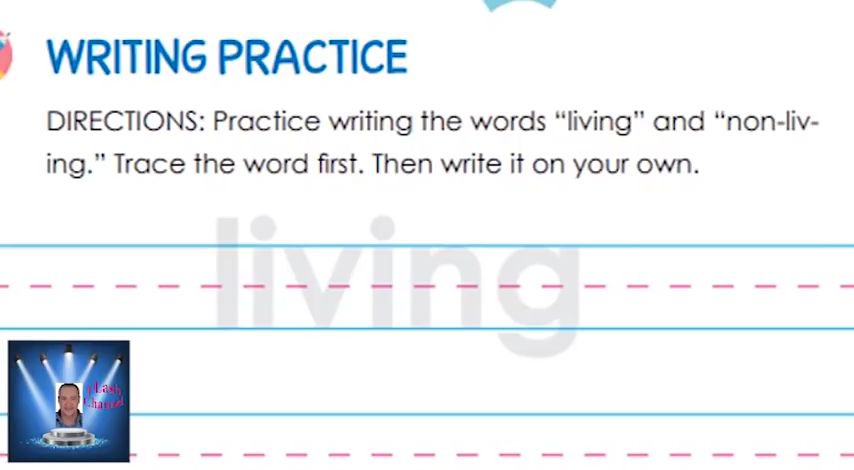 WRITING PRACTICE
DIRECTIONS: Practice writing the words “living” and “non-liv-
ing.” Trace the word first. Then write it on your own.
living